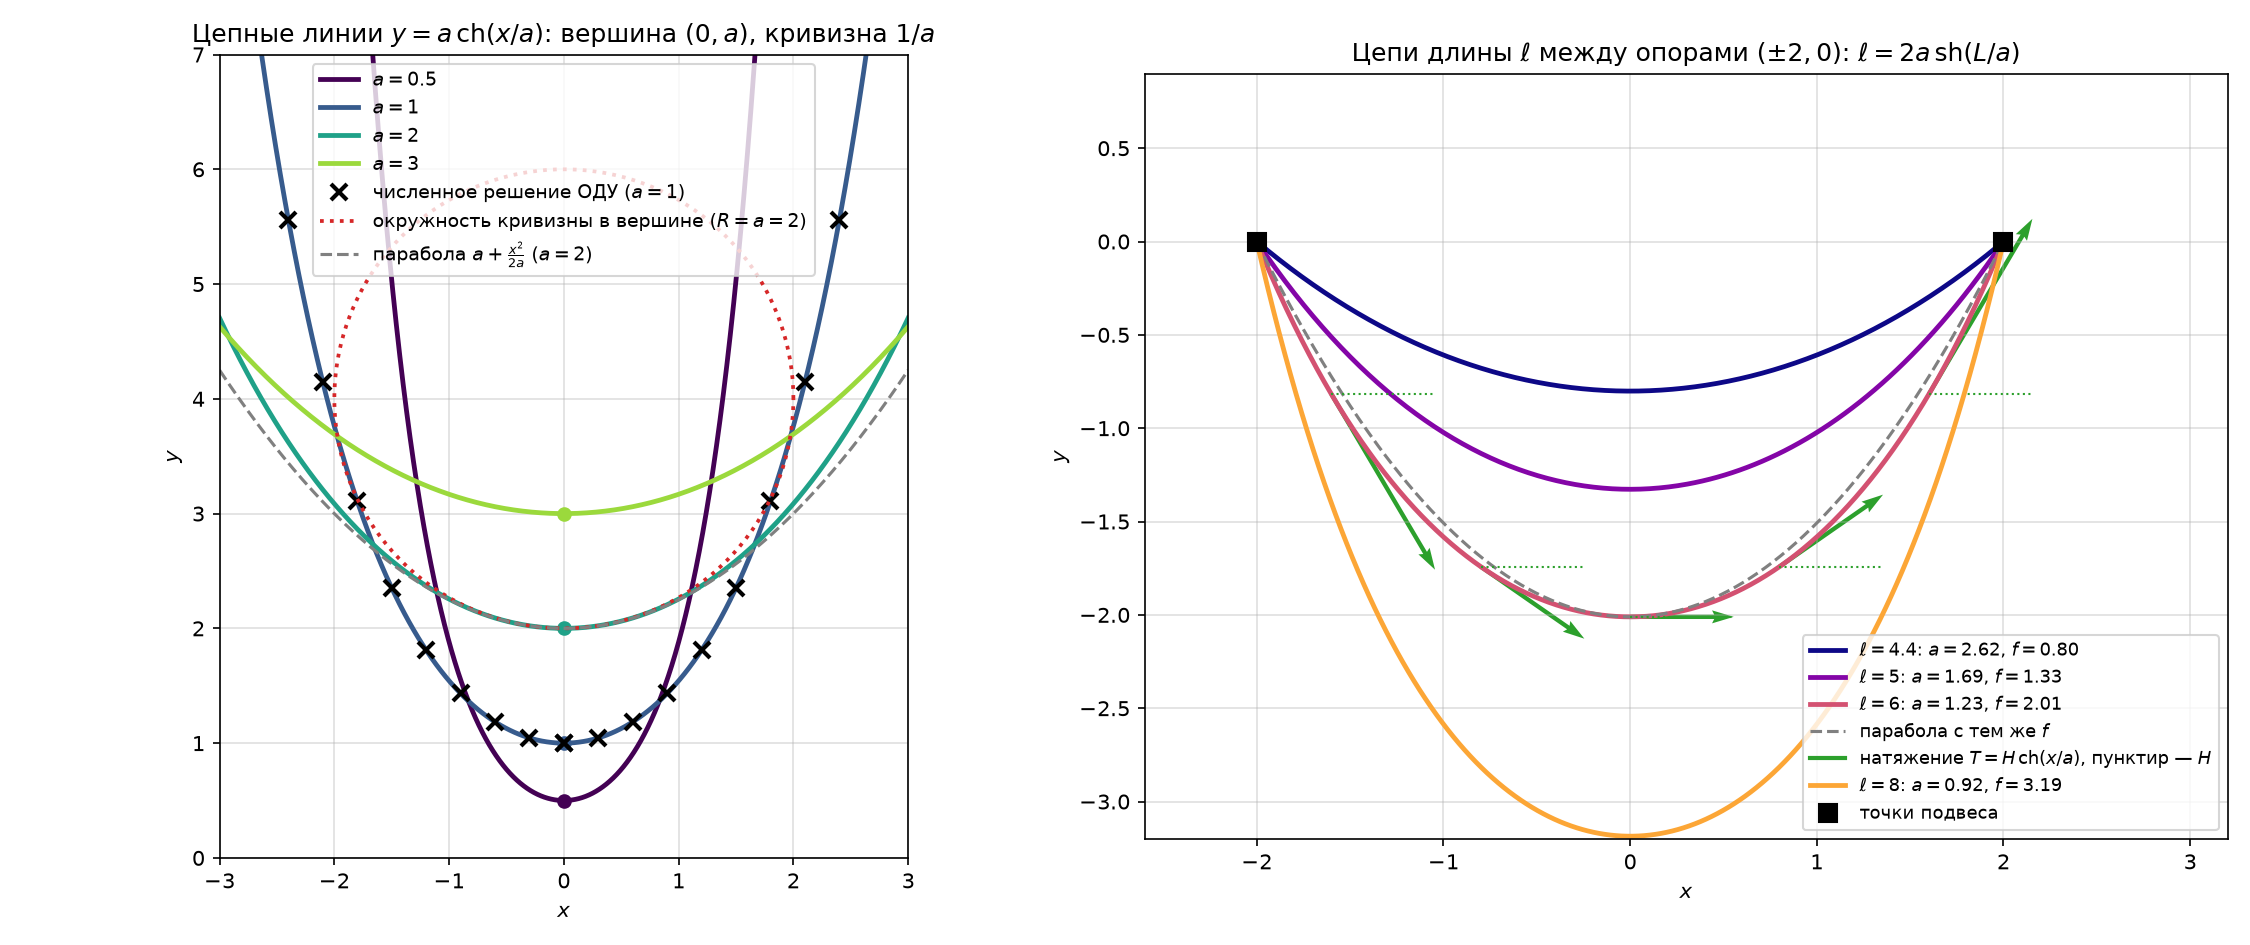 Цепные линии y = a ch(x/a): вершина (0, a), кривизна 1/a
a = 0.5
a = 1
a = 2
a = 3
численное решение ОДУ (a = 1)
окружность кривизны в вершине (R = a = 2)
парабола a + x²/2a (a = 2)
7
6
5
4
3
2
1
0
y
−3 −2 −1 0 1 2 3
x
Цепи длины ℓ между опорами (±2, 0): ℓ = 2a sh(L/a)
0.5
0.0
−0.5
−1.0
−1.5
−2.0
−2.5
−3.0
y
ℓ = 4.4: a = 2.62, f = 0.80
ℓ = 5: a = 1.69, f = 1.33
ℓ = 6: a = 1.23, f = 2.01
парабола с тем же f
натяжение T = H ch(x/a), пунктир — H
ℓ = 8: a = 0.92, f = 3.19
точки подвеса
−2 −1 0 1 2 3
x